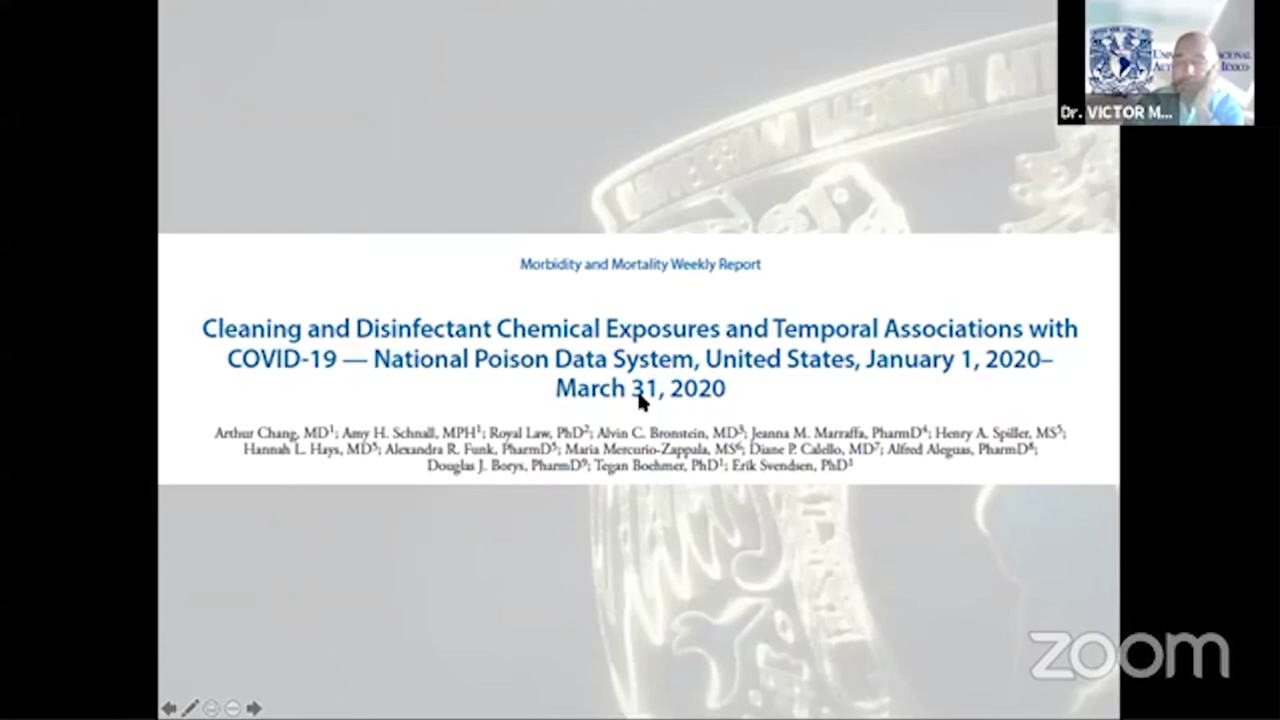 Dr. VICTOR M...
Morbidity and Mortality Weekly Report
Cleaning and Disinfectant Chemical Exposures and Temporal Associations with
COVID-19 — National Poison Data System, United States, January 1, 2020–
March 31, 2020
Arthur Chang, MD¹; Amy H. Schnall, MPH¹; Royal Law, PhD²; Alvin C. Bronstein, MD³; Jeanna M. Marraffa, PharmD⁴; Henry A. Spiller, MS⁵;
Hannah L. Hays, MD⁵; Alexandra R. Funk, PharmD⁵; Maria Mercurio-Zappala, MS⁶; Diane P. Calello, MD⁷; Alfred Aleguas, PharmD⁸;
Douglas J. Borys, PharmD⁹; Tegan Boehmer, PhD¹; Erik Svendsen, PhD¹
zoom